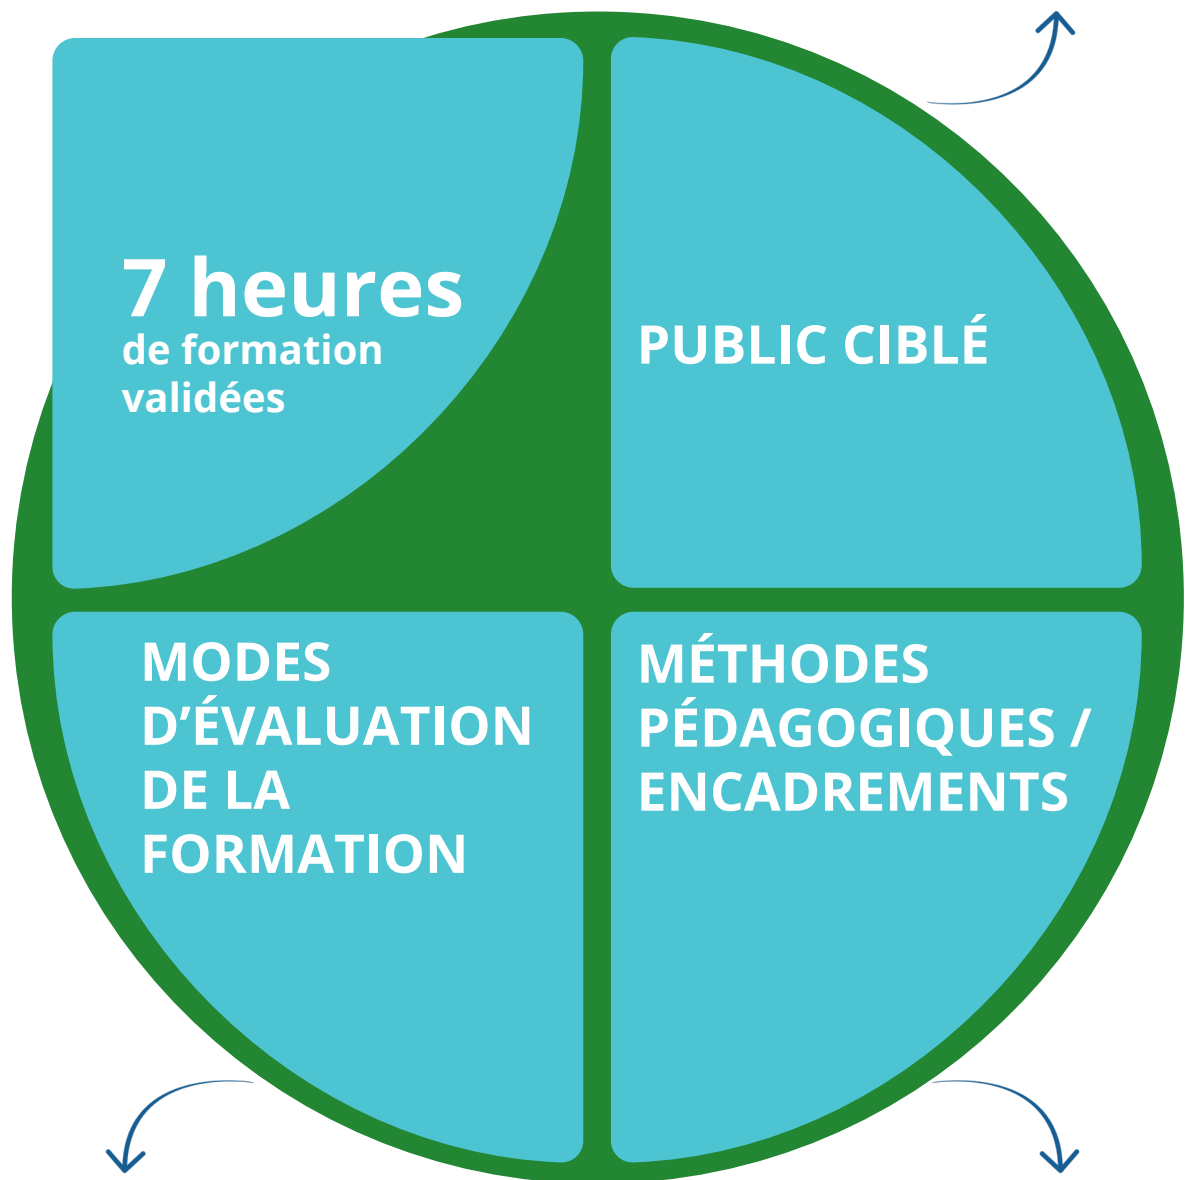 7 heures
de formation
validées
PUBLIC CIBLÉ
MODES
D’ÉVALUATION
DE LA
FORMATION
MÉTHODES
PÉDAGOGIQUES /
ENCADREMENTS